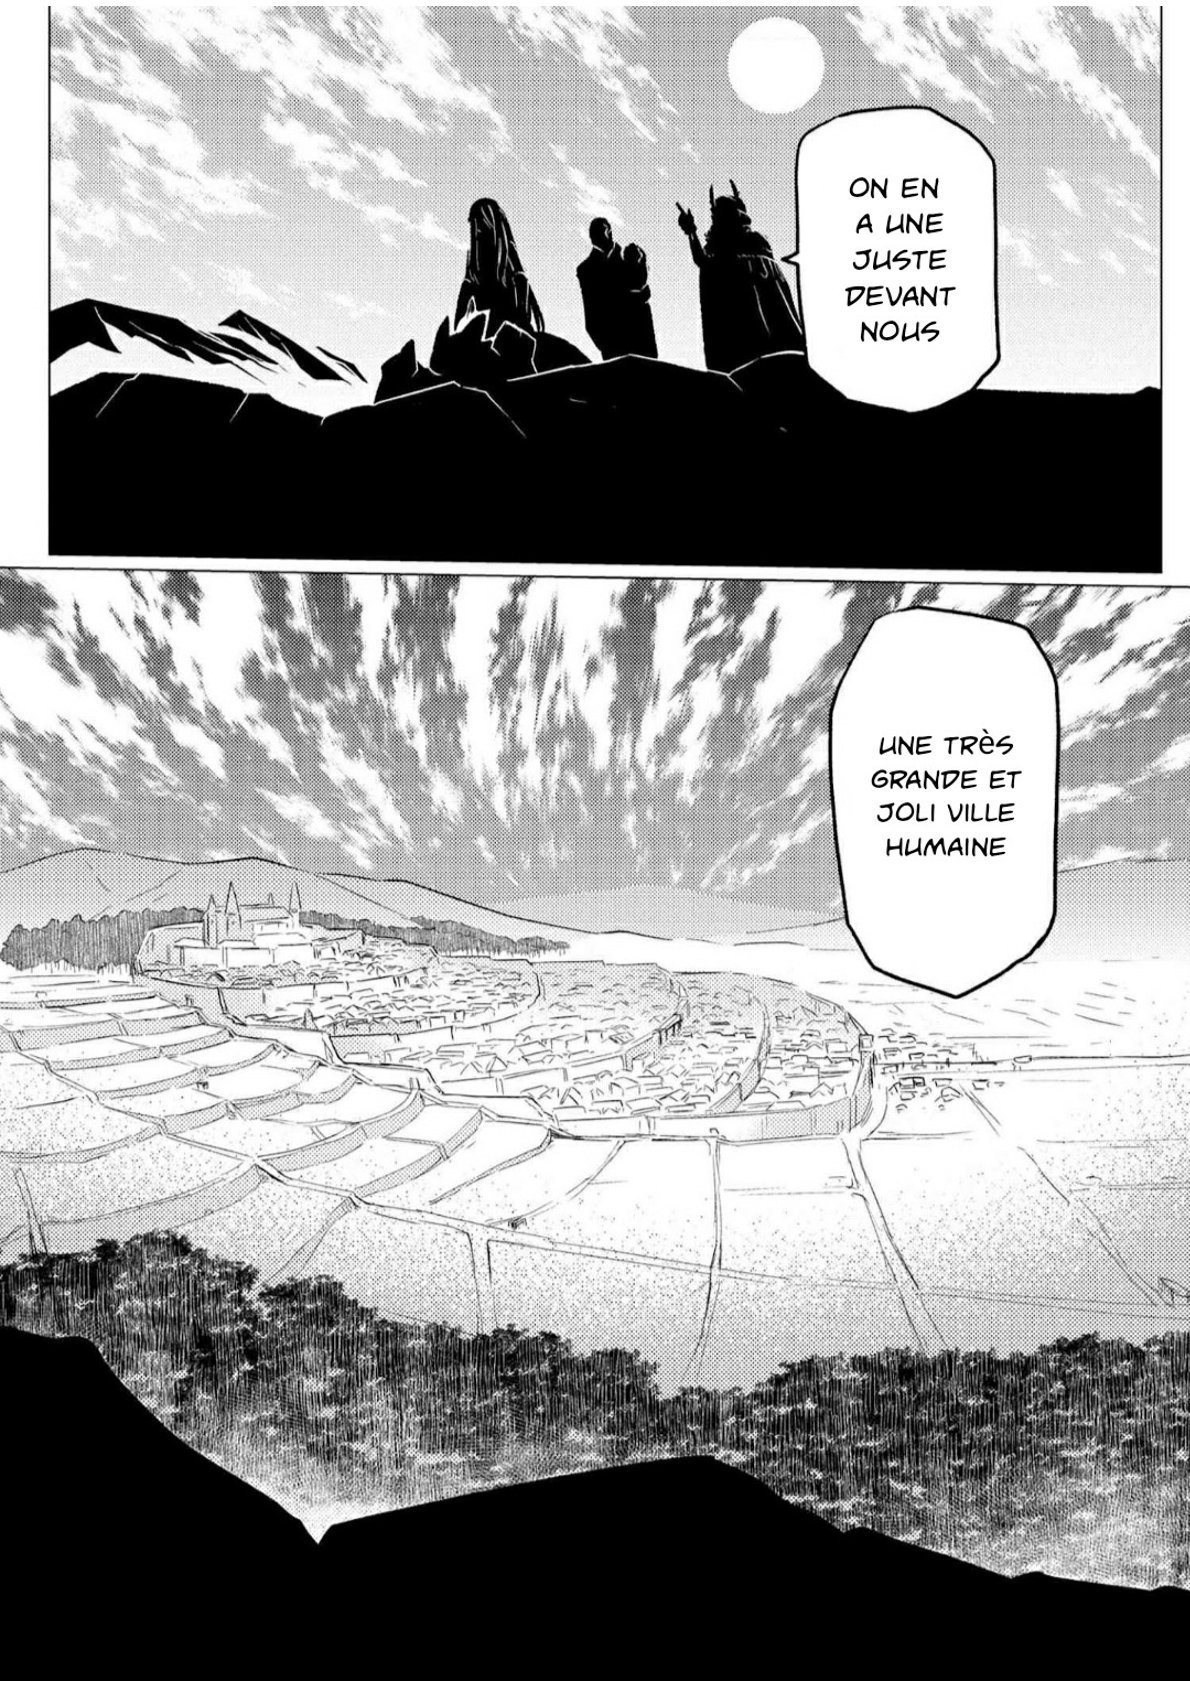 ON EN
A UNE
JUSTE
DEVANT
NOUS
UNE TRÈS
GRANDE ET
JOLI VILLE
HUMAINE